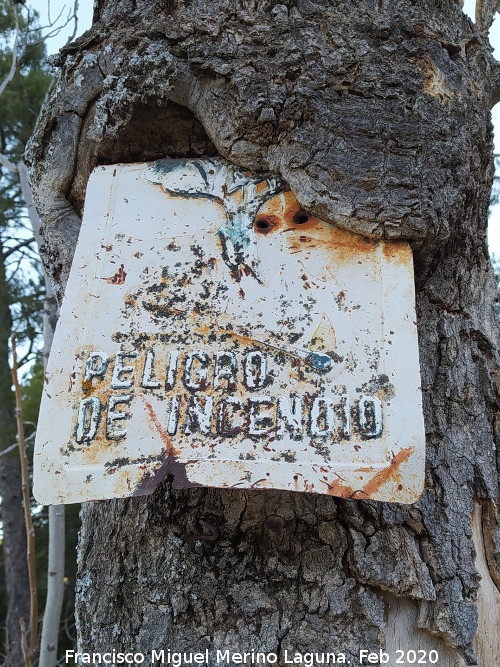 PELIGRO
DE INCENDIO
Francisco Miguel Merino Laguna. Feb 2020